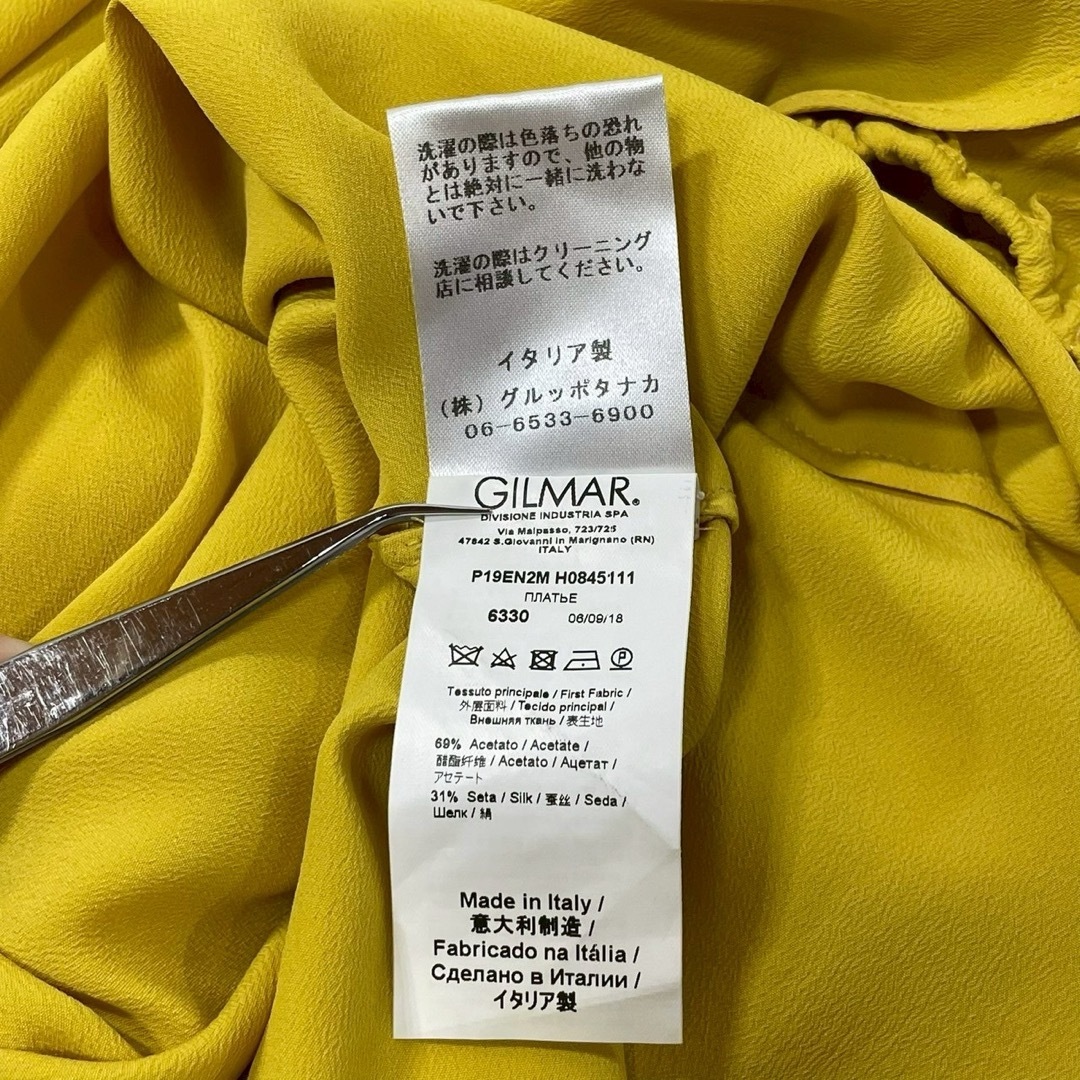 洗濯の際は色落ちの恐れ
がありますので、他の物
とは絶対に一緒に洗わな
いで下さい。
洗濯の際はクリーニング
店に相談してください。
イタリア製
（株）グルッポタナカ
06-6533-6900
GILMAR®
DIVISIONE INDUSTRIA SPA
Via Malpasso, 723/725
47842 S.Giovanni in Marignano (RN)
ITALY
P19EN2M H0845111
ПЛАТЬЕ
6330 06/09/18
P
Tessuto principale / First Fabric /
外层面料 / Tecido principal /
Внешняя ткань /表生地
69% Acetato / Acetate /
醋酯纤维 / Acetato / Ацетат /
アセテート
31% Seta / Silk / 蚕丝 / Seda /
Шелк / 絹
Made in Italy /
意大利制造 /
Fabricado na Itália /
Сделано в Италии /
イタリア製